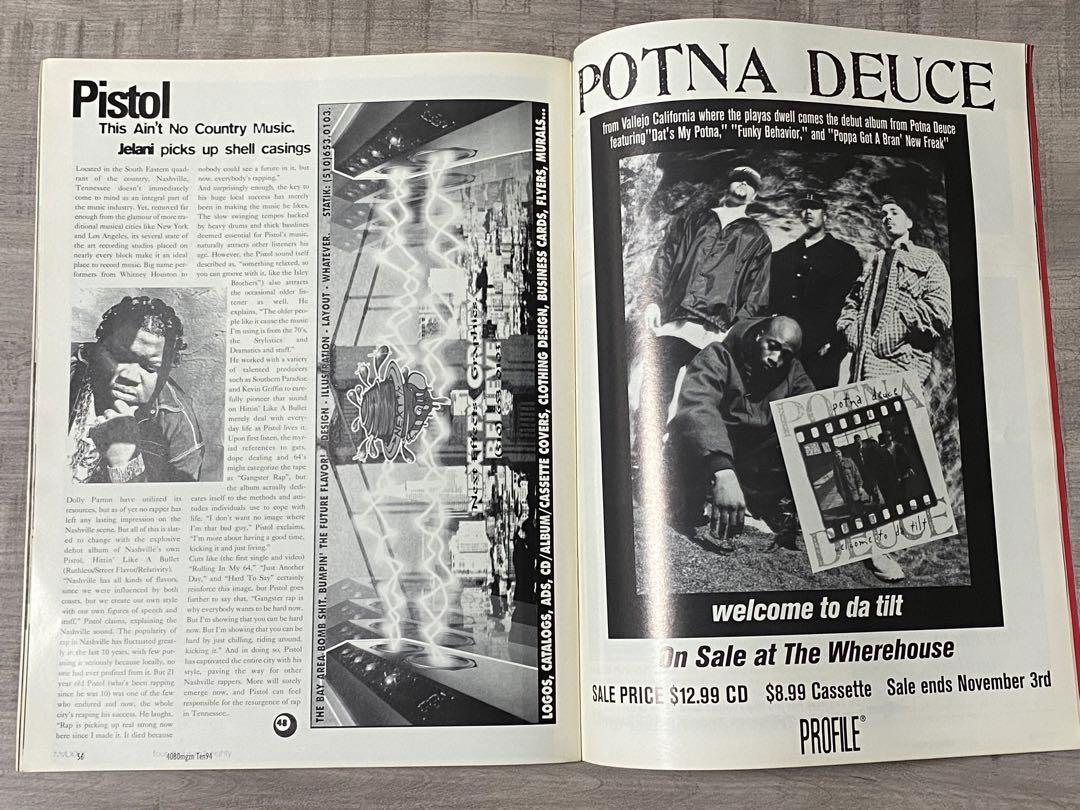 Pistol
This Ain't No Country Music.
Jelani picks up shell casings
Located in the South Eastern quad-
rant of the country, Nashville,
Tennessee doesn't immediately
come to mind as an integral part of
the music industry. Yet, removed far
enough from the glamour of more tra-
ditional musical cities like New York
and Los Angeles, its several state of
the art recording studios placed on
nearly every block make it an ideal
place to record music. Big name per-
formers from Whitney Houston to
Dolly Parton have utilized its
resources, but as of yet no rapper has
left any lasting impression on the
Nashville scene. But all of this is slat-
ed to change with the explosive
debut album of Nashville's own
Pistol, Hittin' Like A Bullet
(Ruthless/Street Flavor/Relativity).
"Nashville has all kinds of flavors,
since we were influenced by both
coasts, but we create our own style
with our own figures of speech and
stuff," Pistol claims, explaining the
Nashville sound. The popularity of
rap in Nashville has fluctuated great-
ly in the last 10 years, with few pur-
suing it seriously because locally, no
one had ever profited from it. But 21
year old Pistol (who's been rapping
since he was 10) was one of the few
who endured and now, the whole
city's reaping his success. He laughs,
"Rap is picking up real strong now
here since I made it. It died because
nobody could see a future in it, but
now, everybody's rapping."
And surprisingly enough, the key to
his huge local success has merely
been in making the music he likes.
The slow swinging tempos backed
by heavy drums and thick basslines
deemed essential for Pistol's music,
naturally attract other listeners his
age. However, the Pistol sound (self
described as, "something relaxed, so
you can groove with it, like the Isley
Brothers") also attracts
the occasional older lis-
tener as well. He
explains, "The older peo-
ple like it cause the music
I'm using is from the 70's,
the Stylistics and
Dramatics and stuff."
He worked with a variety
of talented producers
such as Southern Paradise
and Kevin Griffin to care-
fully pioneer that sound
on Hittin' Like A Bullet
merely deal with every-
day life as Pistol lives it.
Upon first listen, the myr-
iad references to gats,
dope dealing and 64's
might categorize the tape
as "Gangster Rap", but
the album actually dedi-
cates itself to the methods and atti-
tudes individuals use to cope with
life. "I don't want no image where
I'm that bad guy," Pistol exclaims,
"I'm more about having a good time,
kicking it and just living."
Cuts like (the first single and video)
"Rolling In My 64," "Just Another
Day," and "Hard To Say" certainly
reinforce this image, but Pistol goes
further to say that, "Gangster rap is
why everybody wants to be hard now.
But I'm showing that you can be hard
now. But I'm showing that you can be
hard by just chilling, riding around,
kicking it." And in doing so, Pistol
has captivated the entire city with his
style, paving the way for other
Nashville rappers. More will surely
emerge now, and Pistol can feel
responsible for the resurgence of rap
in Tennessee..
56
4080mgzn Ten94
48
THE BAY AREA BOMB SHIT. BUMPIN' THE FUTURE FLAVOR! DESIGN · ILLUSTRATION · LAYOUT · WHATEVER. STATIK: [510]653.0103.
LOGOS, CATALOGS, ADS, CD/ALBUM/CASSETTE COVERS, CLOTHING DESIGN, BUSINESS CARDS, FLYERS, MURALS...
POTNA DEUCE
from Vallejo California where the playas dwell comes the debut album from Potna Deuce
featuring "Dat's My Potna," "Funky Behavior," and "Poppa Got A Bran' New Freak"
potna deuce
welcome to da tilt
welcome to da tilt
On Sale at The Wherehouse
SALE PRICE $12.99 CD $8.99 Cassette Sale ends November 3rd
PROFILE®